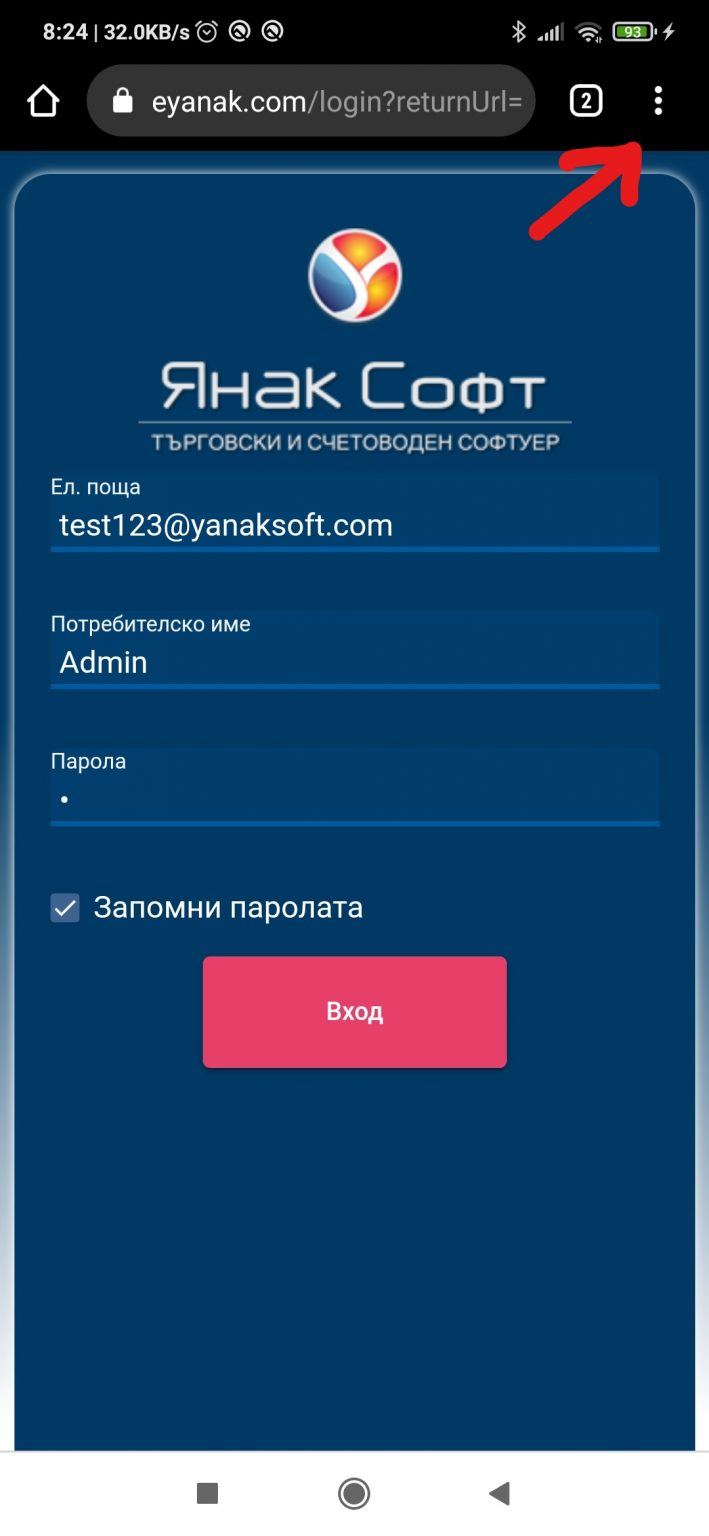 8:24 | 32.0KB/s 93
eyanak.com/login?returnUrl= 2
Янак Софт
ТЪРГОВСКИ И СЧЕТОВОДЕН СОФТУЕР
Ел. поща
test123@yanaksoft.com
Потребителско име
Admin
Парола
•
Запомни паролата
Вход